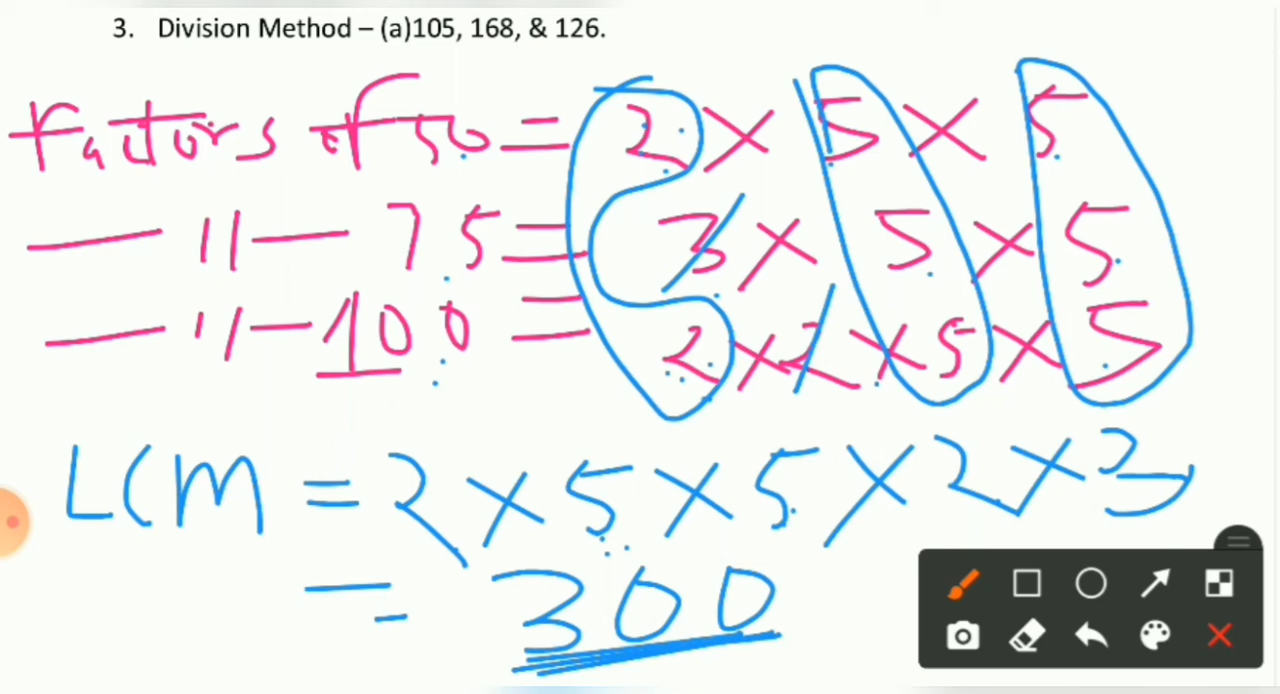 3. Division Method – (a)105, 168, & 126.
Factors of 50 = 2 × 5 × 5
— 11 — 75 = 3 × 5 × 5
— 11 — 100 = 2 × 2 × 5 × 5
LCM = 2 × 5 × 5 × 2 × 3
= 300